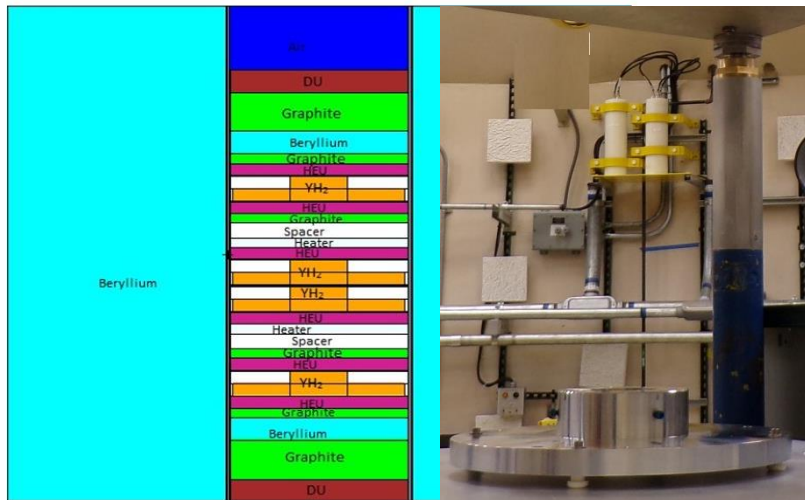 Air
DU
Graphite
Beryllium
Graphite
HEU
YH₂
HEU
Graphite
Spacer
Heater
HEU
Beryllium
YH₂
YH₂
HEU
Heater
Spacer
Graphite
HEU
YH₂
HEU
Graphite
Beryllium
Graphite
DU